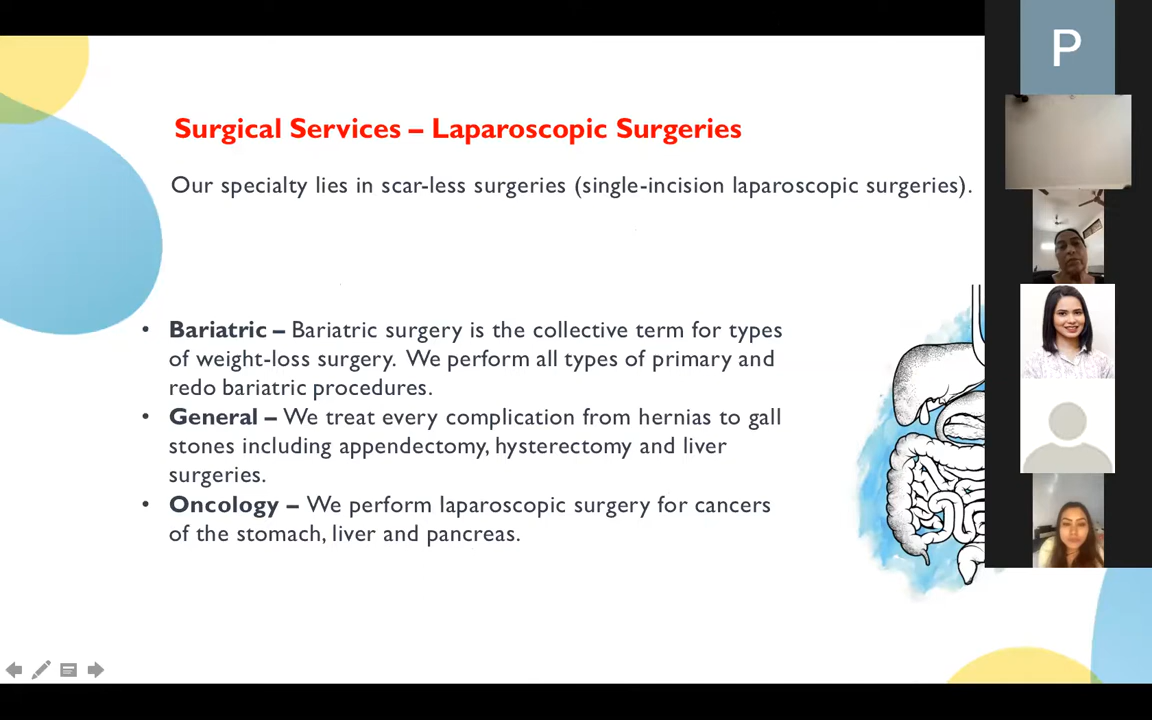 P
Surgical Services – Laparoscopic Surgeries
Our specialty lies in scar-less surgeries (single-incision laparoscopic surgeries).
• Bariatric – Bariatric surgery is the collective term for types
of weight-loss surgery. We perform all types of primary and
redo bariatric procedures.
• General – We treat every complication from hernias to gall
stones including appendectomy, hysterectomy and liver
surgeries.
• Oncology – We perform laparoscopic surgery for cancers
of the stomach, liver and pancreas.